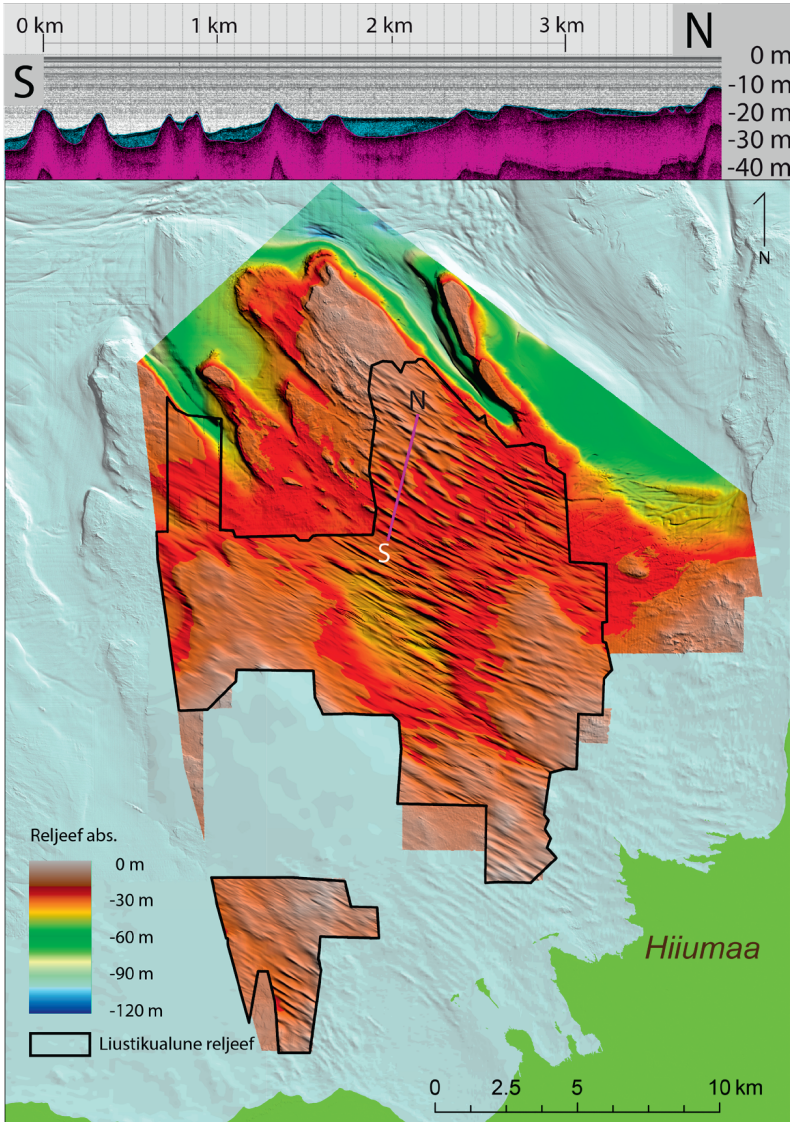 0 km 1 km 2 km 3 km
S
N
0 m
-10 m
-20 m
-30 m
-40 m
N
N
S
Reljeef abs.
0 m
-30 m
-60 m
-90 m
-120 m
Liustikualune reljeef
Hiiumaa
0 2.5 5 10 km